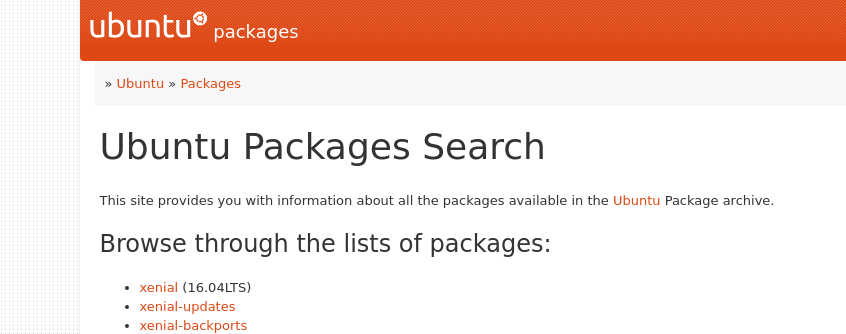 ubuntu packages
» Ubuntu » Packages
Ubuntu Packages Search
This site provides you with information about all the packages available in the Ubuntu Package archive.
Browse through the lists of packages:
• xenial (16.04LTS)
• xenial-updates
• xenial-backports